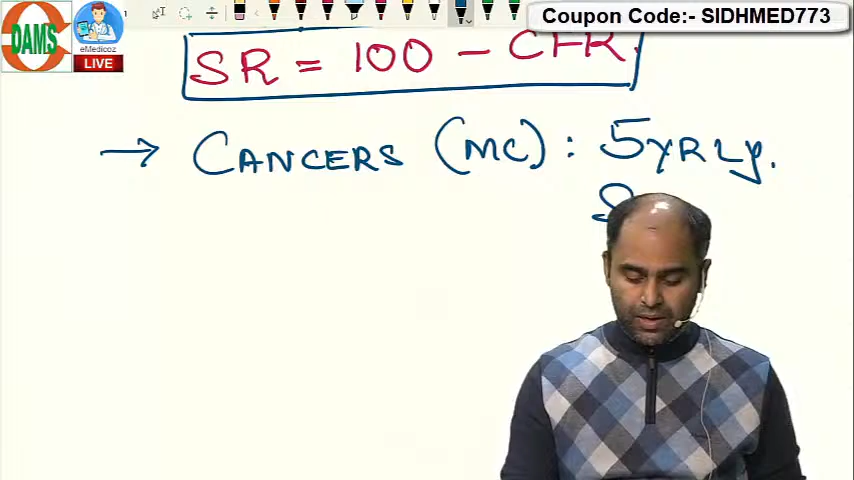 DAMS
eMedicoz
LIVE
Coupon Code:- SIDHMED773
SR = 100 - CFR.
→ CANCERS (MC) : 5YRLY.